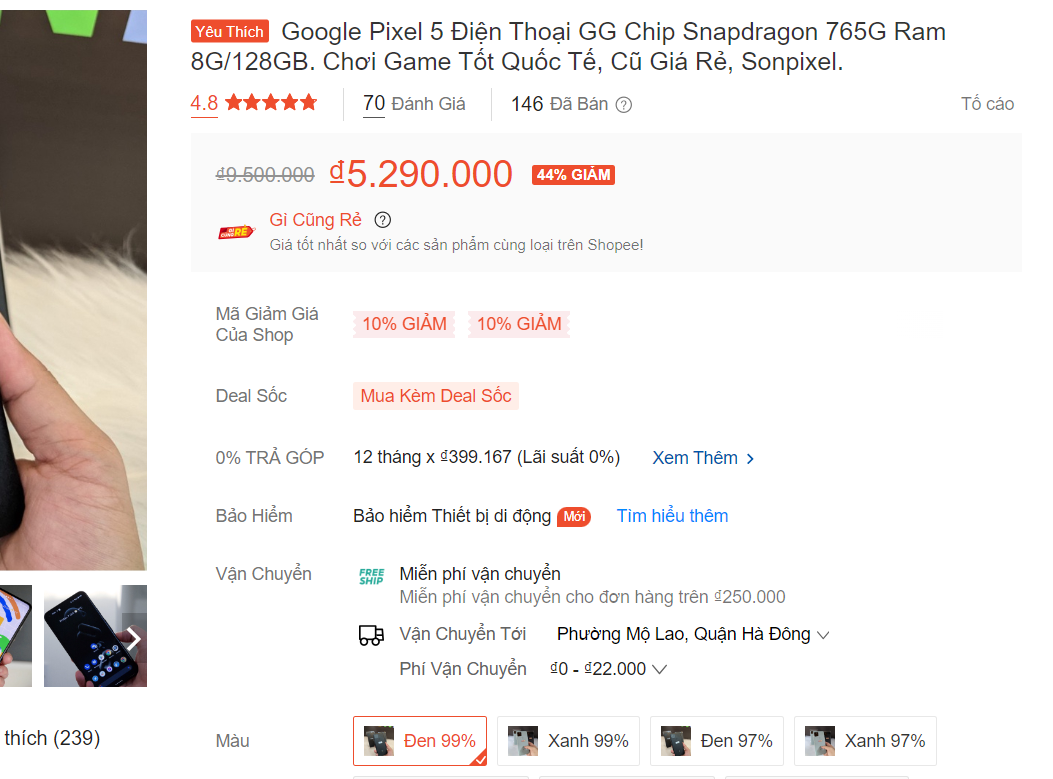 Yêu Thích Google Pixel 5 Điện Thoại GG Chip Snapdragon 765G Ram
8G/128GB. Chơi Game Tốt Quốc Tế, Cũ Giá Rẻ, Sonpixel.
4.8 70 Đánh Giá 146 Đã Bán ? Tố cáo
₫9.500.000 ₫5.290.000 44% GIẢM
Gì Cũng Rẻ ?
GÌ CŨNG RẺ
Giá tốt nhất so với các sản phẩm cùng loại trên Shopee!
Mã Giảm Giá
Của Shop
10% GIẢM 10% GIẢM
Deal Sốc Mua Kèm Deal Sốc
0% TRẢ GÓP 12 tháng x ₫399.167 (Lãi suất 0%) Xem Thêm
Bảo Hiểm Bảo hiểm Thiết bị di động Mới Tìm hiểu thêm
Vận Chuyển FREE SHIP Miễn phí vận chuyển
Miễn phí vận chuyển cho đơn hàng trên ₫250.000
Vận Chuyển Tới Phường Mộ Lao, Quận Hà Đông
Phí Vận Chuyển ₫0 - ₫22.000
thích (239)
Màu Đen 99% Xanh 99% Đen 97% Xanh 97%